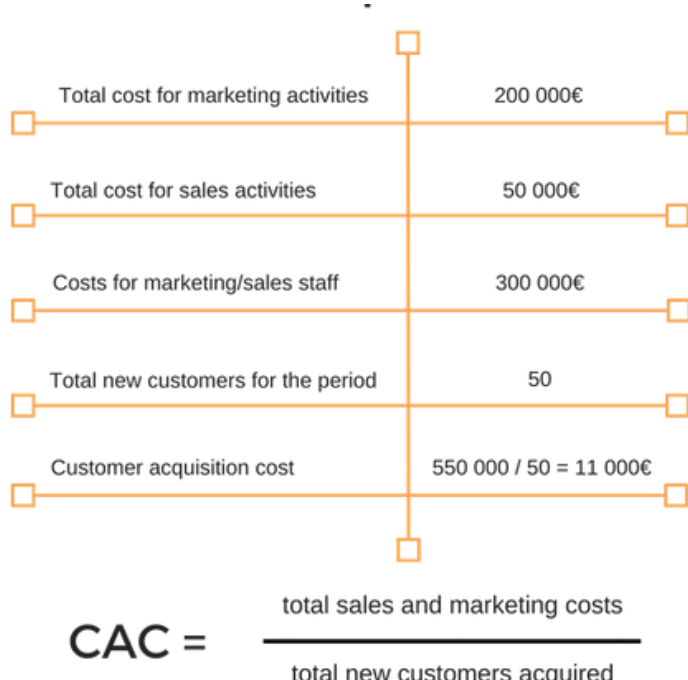 Total cost for marketing activities 200 000€
Total cost for sales activities 50 000€
Costs for marketing/sales staff 300 000€
Total new customers for the period 50
Customer acquisition cost 550 000 / 50 = 11 000€
total sales and marketing costs
CAC =
total new customers acquired